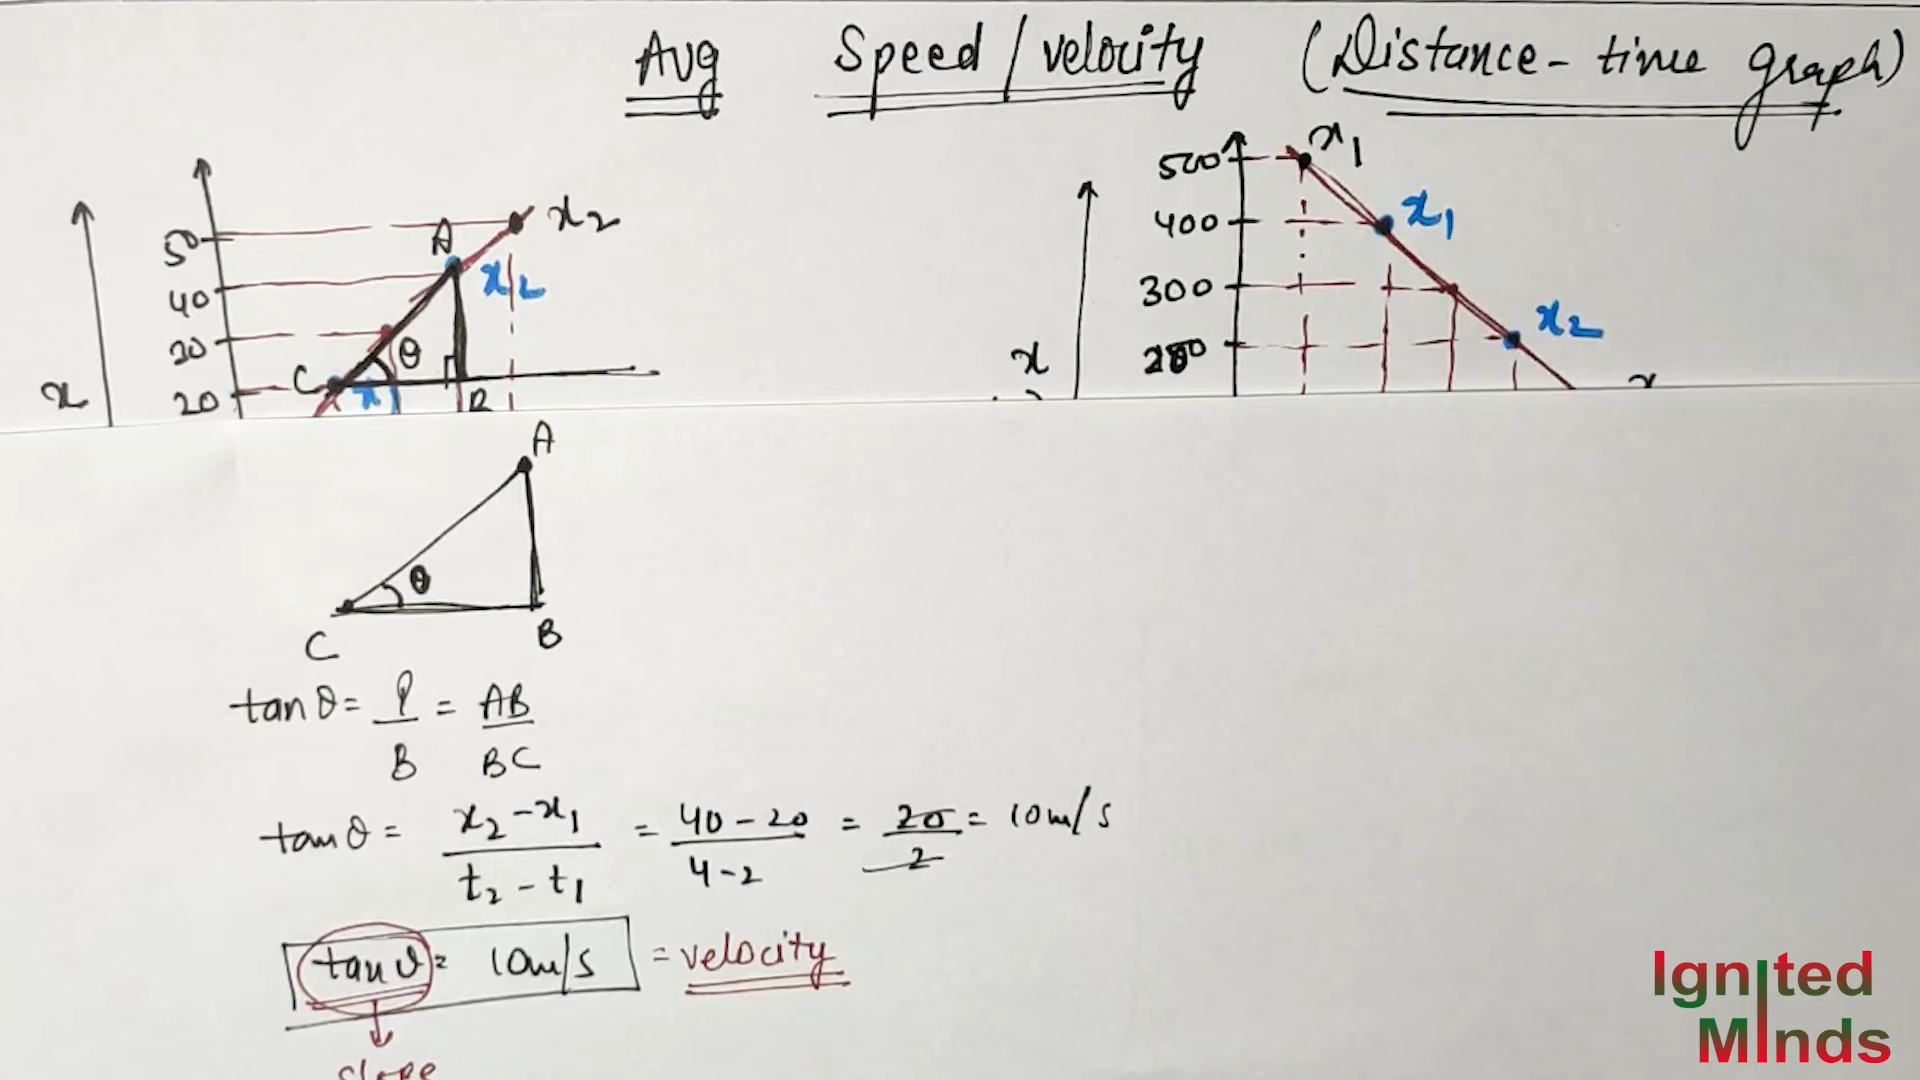 Avg Speed / velocity (Distance - time graph)
50
40
30
20
x
A
x2
x2
θ
C
x1
B
500
400
300
200
x
x1
x1
x2
A
θ
C
B
tan θ = P/B = AB/BC
tan θ = x2 - x1 / t2 - t1 = 40 - 20 / 4 - 2 = 20/2 = 10m/s
tan θ = 10m/s = velocity
slope
Ignited
Minds